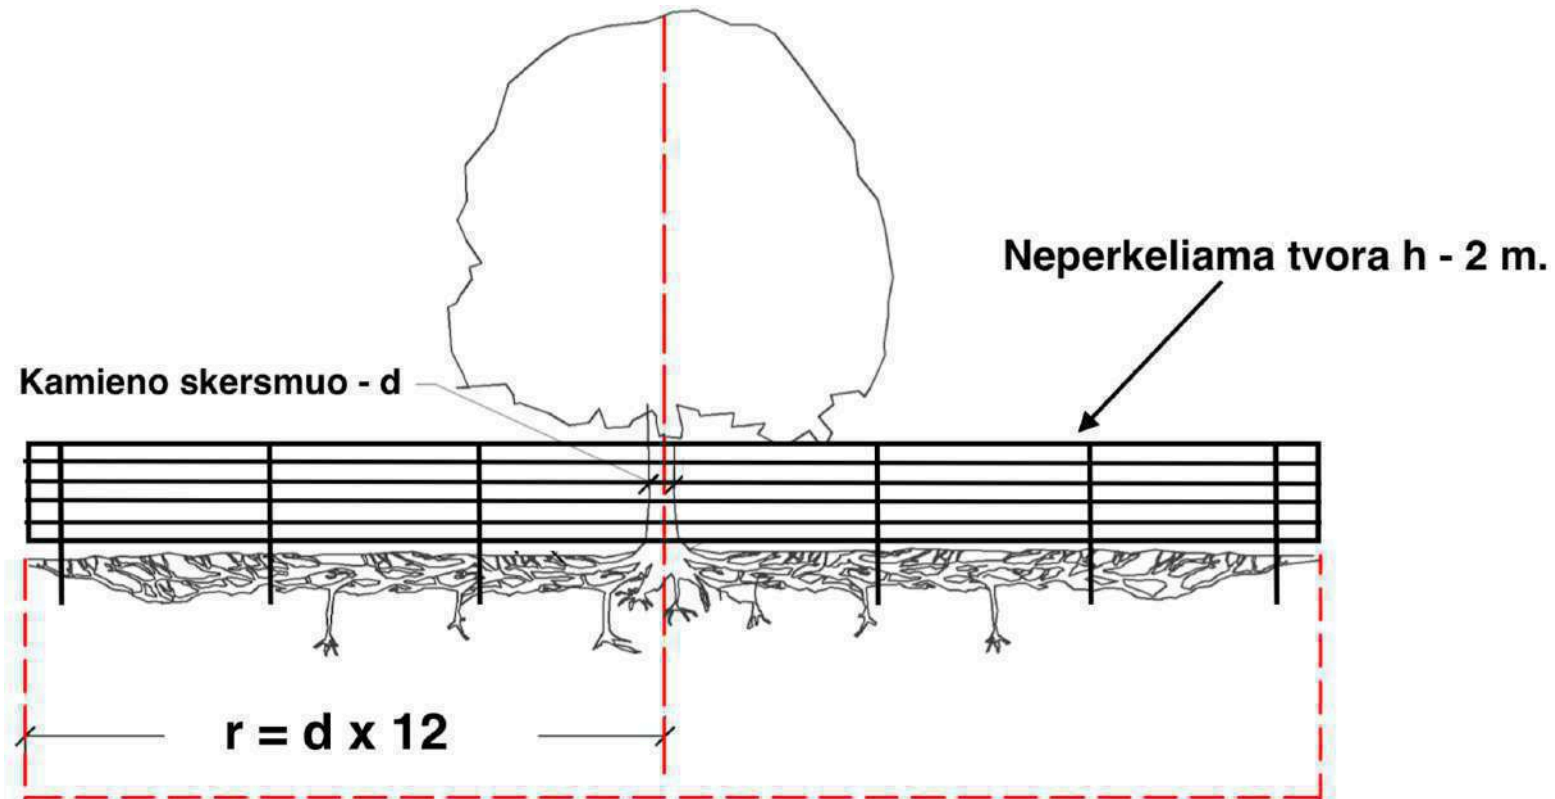 Neperkeliama tvora h - 2 m.
Kamieno skersmuo - d
r = d x 12